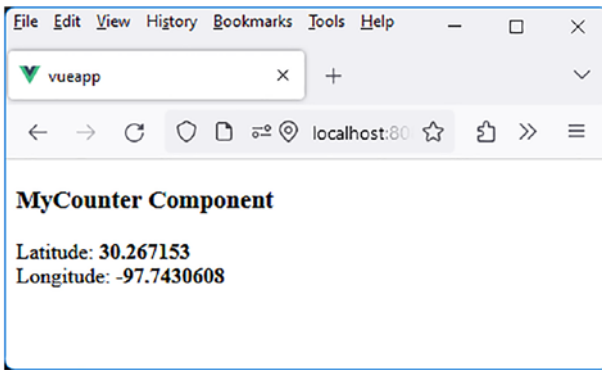 File Edit View History Bookmarks Tools Help
vueapp
localhost:80
MyCounter Component
Latitude: 30.267153
Longitude: -97.7430608